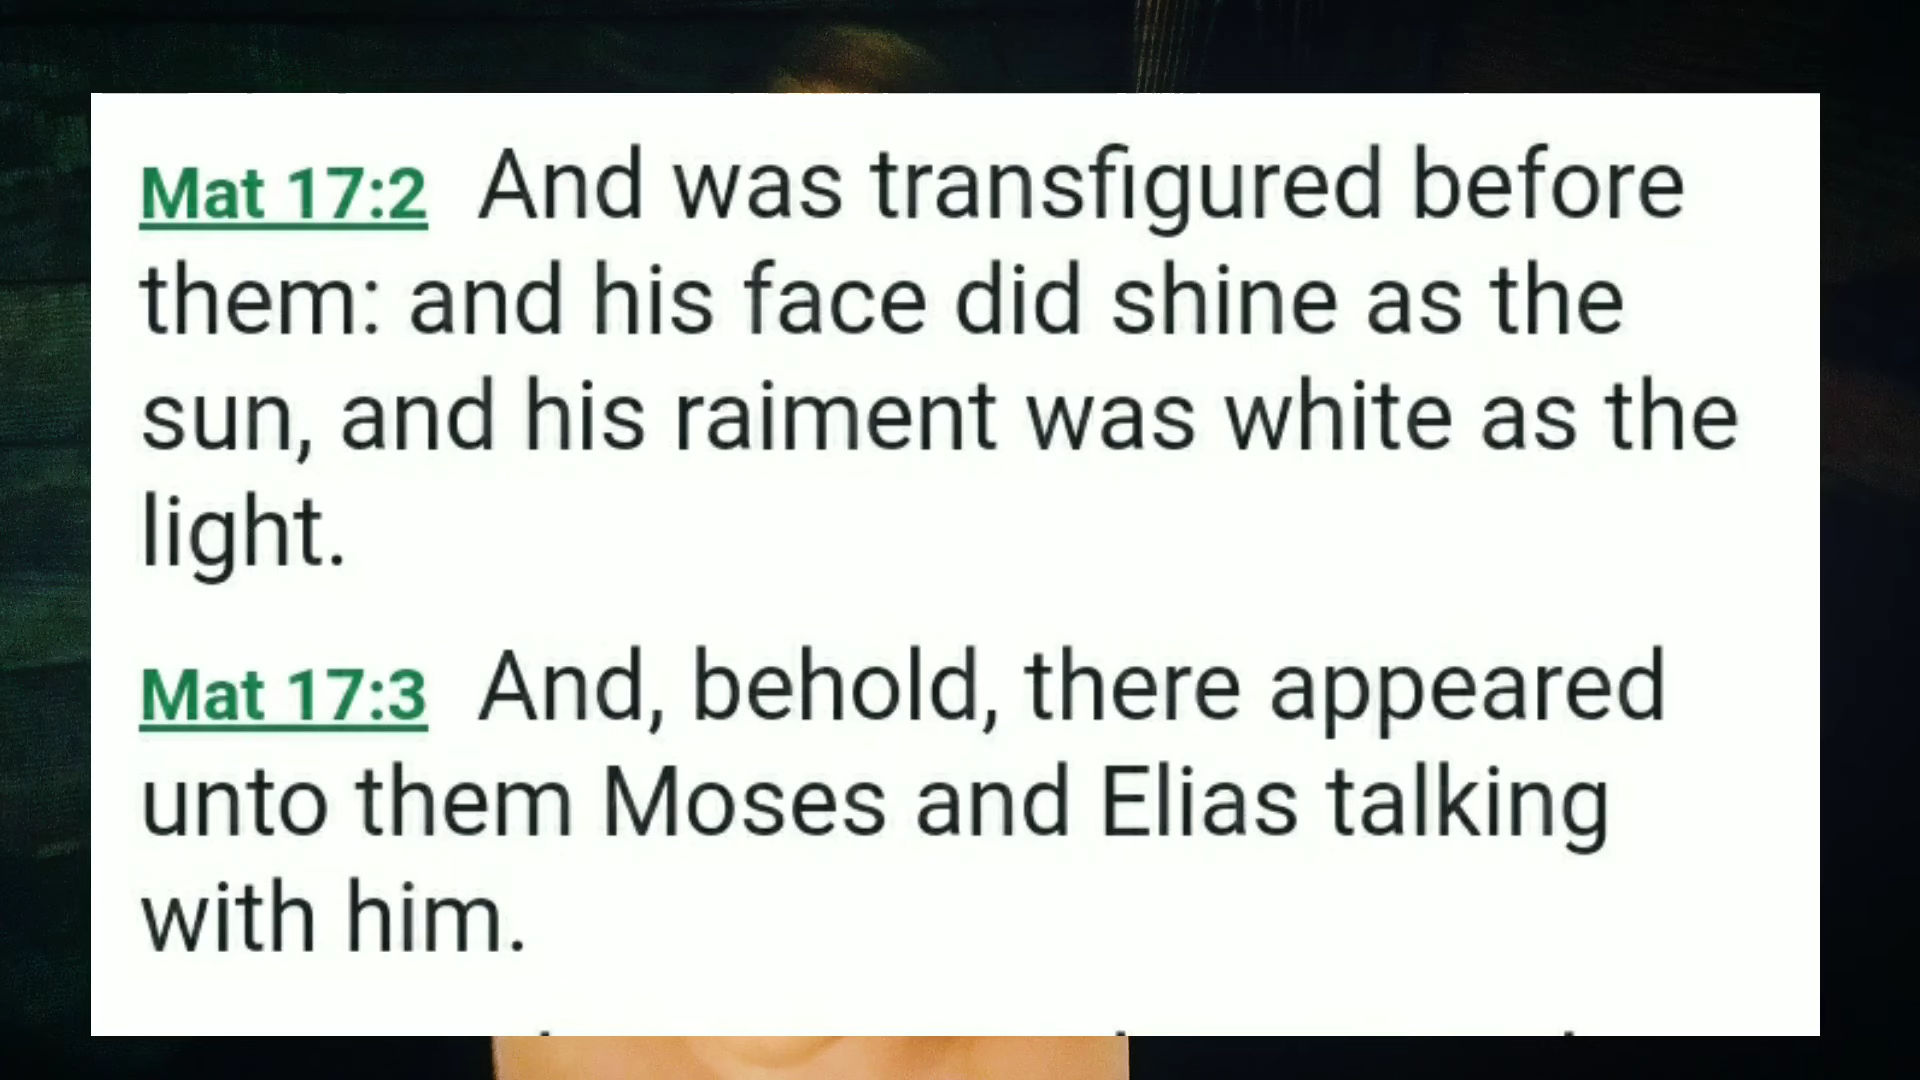 Mat 17:2 And was transfigured before
them: and his face did shine as the
sun, and his raiment was white as the
light.
Mat 17:3 And, behold, there appeared
unto them Moses and Elias talking
with him.